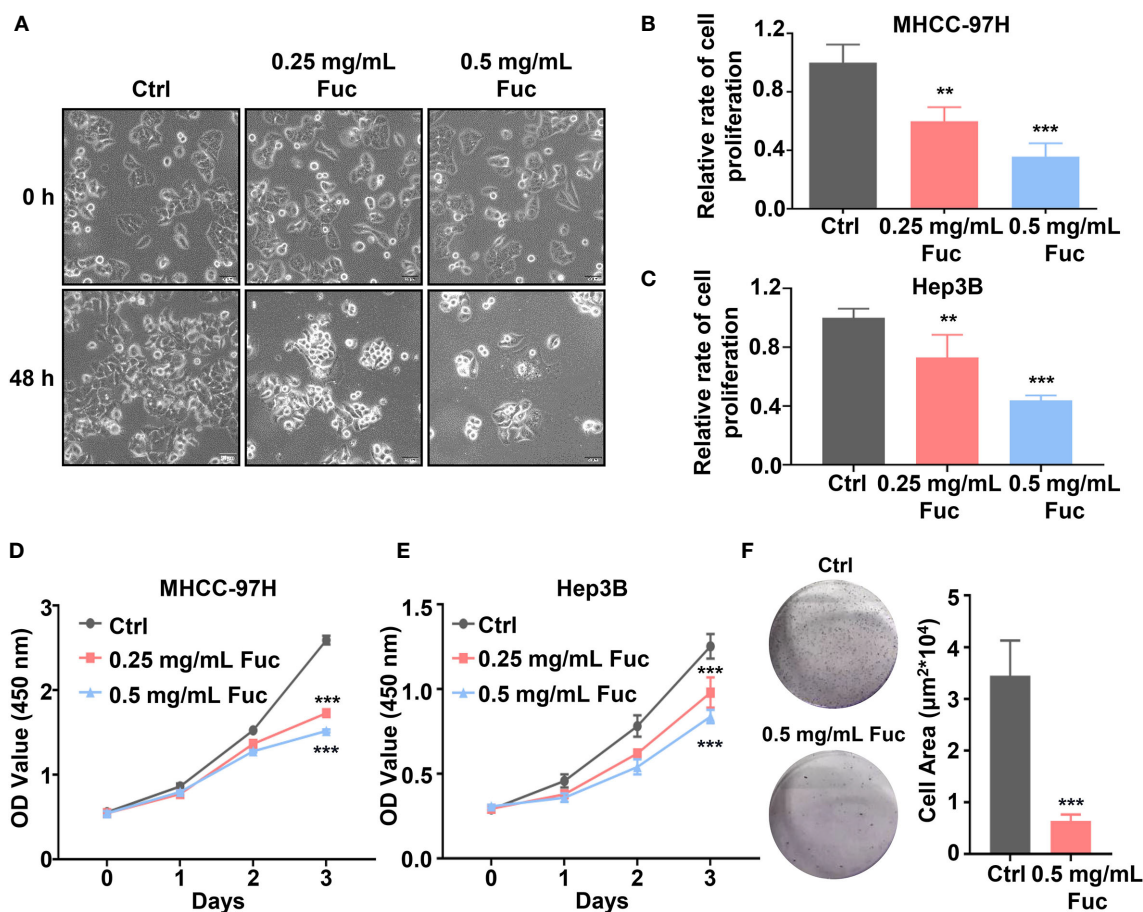 A
Ctrl
0.25 mg/mL
Fuc
0.5 mg/mL
Fuc
0 h
48 h
B
MHCC-97H
Relative rate of cell
proliferation
1.2
0.8
0.4
0.0
**
***
Ctrl
0.25 mg/mL
Fuc
0.5 mg/mL
Fuc
C
Hep3B
Relative rate of cell
proliferation
1.2
0.8
0.4
0.0
**
***
Ctrl
0.25 mg/mL
Fuc
0.5 mg/mL
Fuc
D
MHCC-97H
OD Value (450 nm)
3
2
1
0
Ctrl
0.25 mg/mL Fuc
0.5 mg/mL Fuc
***
***
0 1 2 3
Days
E
Hep3B
OD Value (450 nm)
1.5
1.0
0.5
0.0
Ctrl
0.25 mg/mL Fuc
0.5 mg/mL Fuc
***
***
0 1 2 3
Days
F
Ctrl
0.5 mg/mL Fuc
Cell Area (µm²*10⁴)
5
4
3
1
1
0
***
Ctrl
0.5 mg/mL
Fuc